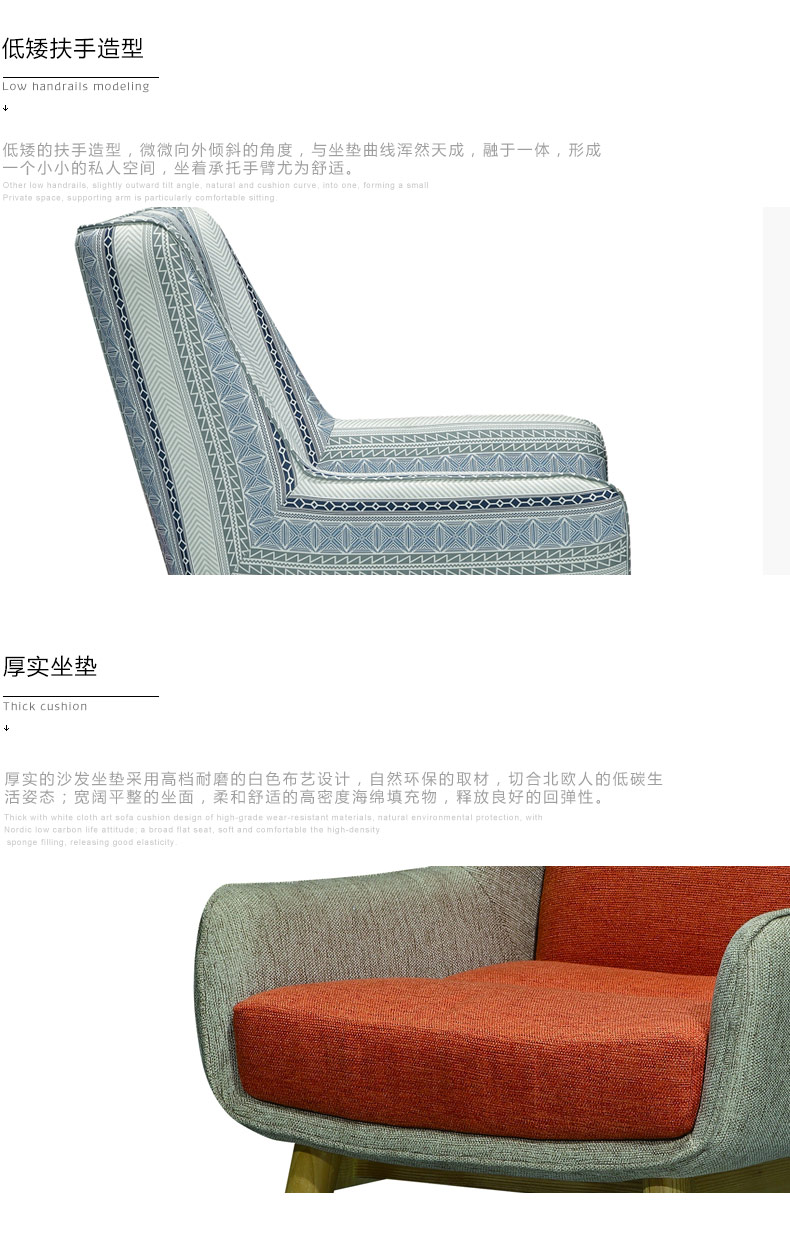 低矮扶手造型
Low handrails modeling
低矮的扶手造型，微微向外倾斜的角度，与坐垫曲线浑然天成，融于一体，形成
一个小小的私人空间，坐着承托手臂尤为舒适。
Other low handrails, slightly outward tilt angle, natural and cushion curve, into one, forming a small
Private space, supporting arm is particularly comfortable sitting.
厚实坐垫
Thick cushion
厚实的沙发坐垫采用高档耐磨的白色布艺设计，自然环保的取材，切合北欧人的低碳生
活姿态；宽阔平整的坐面，柔和舒适的高密度海绵填充物，释放良好的回弹性。
Thick with white cloth art sofa cushion design of high-grade wear-resistant materials, natural environmental protection, with
Nordic low carbon life attitude; a broad flat seat, soft and comfortable the high-density
sponge filling, releasing good elasticity.